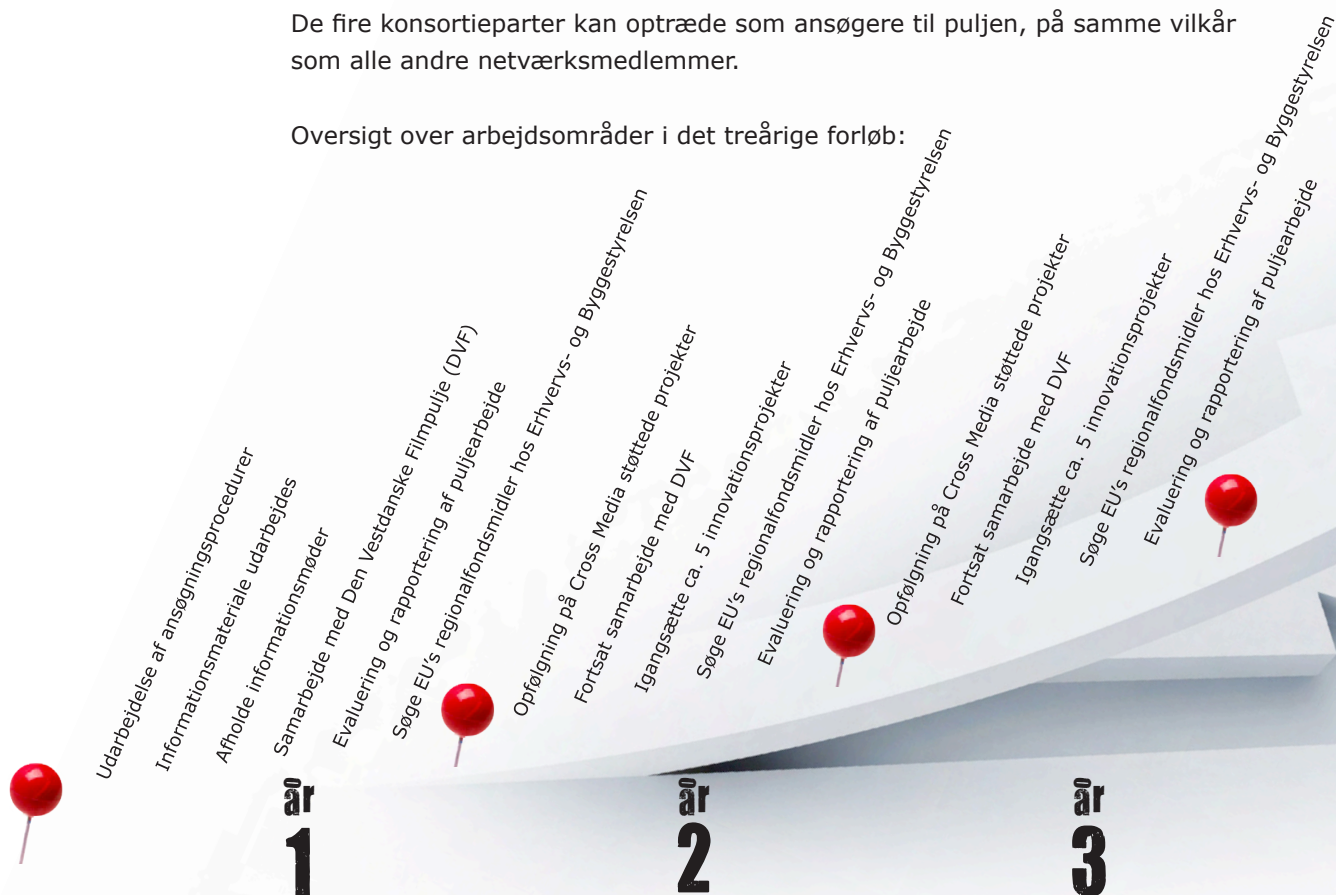 De fire konsortieparter kan optræde som ansøgere til puljen, på samme vilkår
som alle andre netværksmedlemmer.
Oversigt over arbejdsområder i det treårige forløb:
Udarbejdelse af ansøgningsprocedurer
Informationsmateriale udarbejdes
Afholde informationsmøder
Samarbejde med Den Vestdanske Filmpulje (DVF)
Evaluering og rapportering af puljearbejde
Søge EU's regionalfondsmidler hos Erhvervs- og Byggestyrelsen
Opfølgning på Cross Media støttede projekter
Fortsat samarbejde med DVF
Igangsætte ca. 5 innovationsprojekter
Søge EU's regionalfondsmidler hos Erhvervs- og Byggestyrelsen
Evaluering og rapportering af puljearbejde
Opfølgning på Cross Media støttede projekter
Fortsat samarbejde med DVF
Igangsætte ca. 5 innovationsprojekter
Søge EU's regionalfondsmidler hos Erhvervs- og Byggestyrelsen
Evaluering og rapportering af puljearbejde
år
1
år
2
år
3